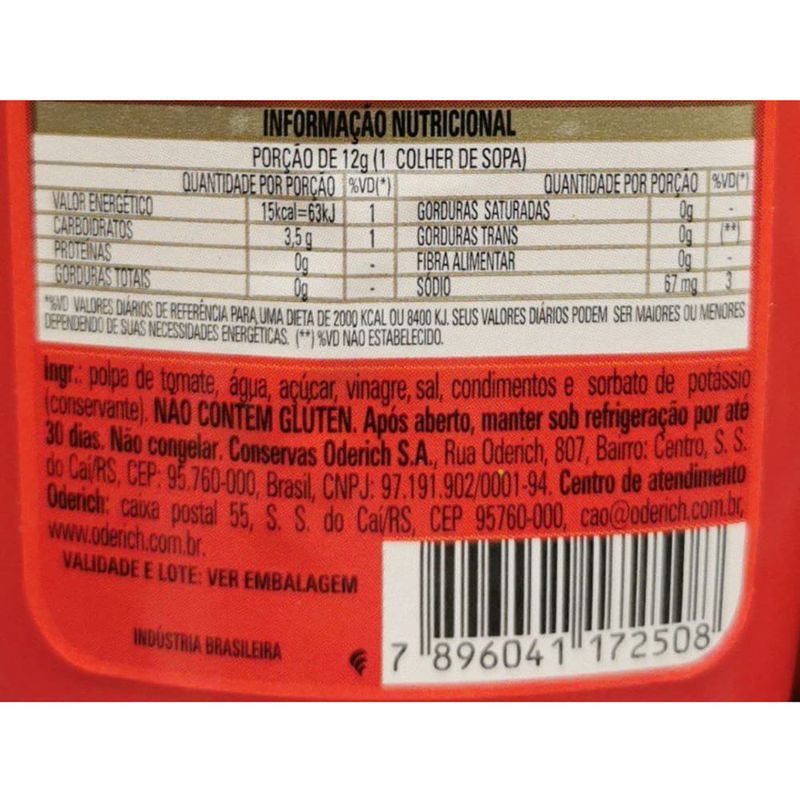 INFORMAÇÃO NUTRICIONAL
PORÇÃO DE 12g (1 COLHER DE SOPA)
QUANTIDADE POR PORÇÃO %VD(*) QUANTIDADE POR PORÇÃO %VD(*)
VALOR ENERGÉTICO 15kcal=63kJ 1 GORDURAS SATURADAS 0g -
CARBOIDRATOS 3,5 g 1 GORDURAS TRANS 0g (**)
PROTEÍNAS 0g - FIBRA ALIMENTAR 0g -
GORDURAS TOTAIS 0g - SÓDIO 67 mg 3
*%VD VALORES DIÁRIOS DE REFERÊNCIA PARA UMA DIETA DE 2000 KCAL OU 8400 KJ. SEUS VALORES DIÁRIOS PODEM SER MAIORES OU MENORES
DEPENDENDO DE SUAS NECESSIDADES ENERGÉTICAS. (**) %VD NÃO ESTABELECIDO.
Ingr.: polpa de tomate, água, açúcar, vinagre, sal, condimentos e sorbato de potássio
(conservante). NÃO CONTÉM GLÚTEN. Após aberto, manter sob refrigeração por até
30 dias. Não congelar. Conservas Oderich S.A., Rua Oderich, 807, Bairro: Centro, S. S.
do Caí/RS, CEP: 95.760-000, Brasil, CNPJ: 97.191.902/0001-94. Centro de atendimento
Oderich: caixa postal 55, S. S. do Caí/RS, CEP 95760-000, cao@oderich.com.br,
www.oderich.com.br.
VALIDADE E LOTE: VER EMBALAGEM
INDÚSTRIA BRASILEIRA
7 896041 172508